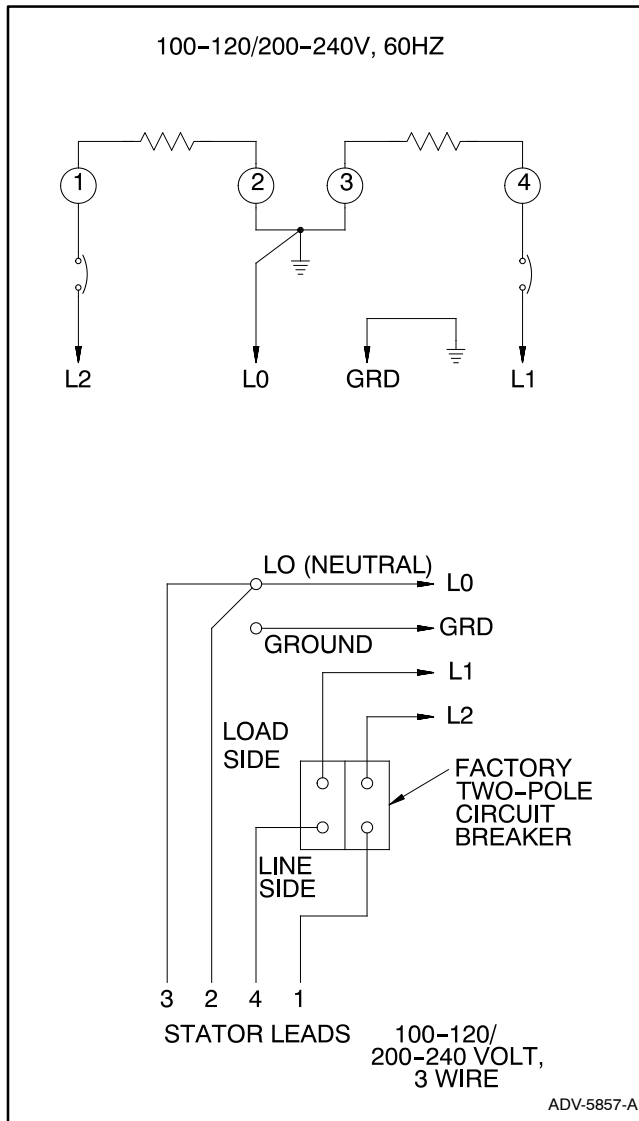 100-120/200-240V, 60HZ
1
2
3
4
L2
L0
GRD
L1
LO (NEUTRAL)
L0
GROUND
GRD
L1
LOAD
SIDE
L2
FACTORY
TWO-POLE
CIRCUIT
BREAKER
LINE
SIDE
3 2 4 1
STATOR LEADS
100-120/
200-240 VOLT,
3 WIRE
ADV-5857-A